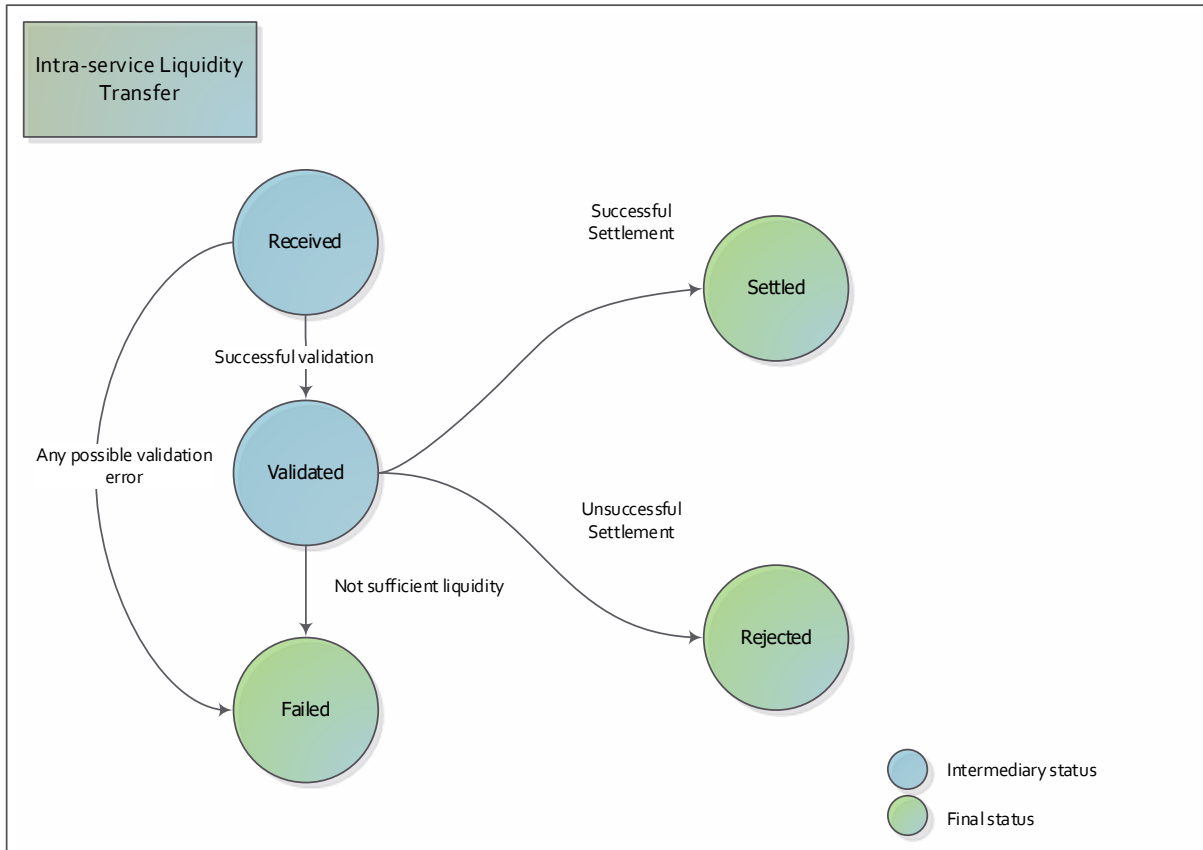 Intra-service Liquidity
Transfer
Received
Successful
Settlement
Settled
Successful validation
Any possible validation
error
Validated
Unsuccessful
Settlement
Not sufficient liquidity
Rejected
Failed
Intermediary status
Final status